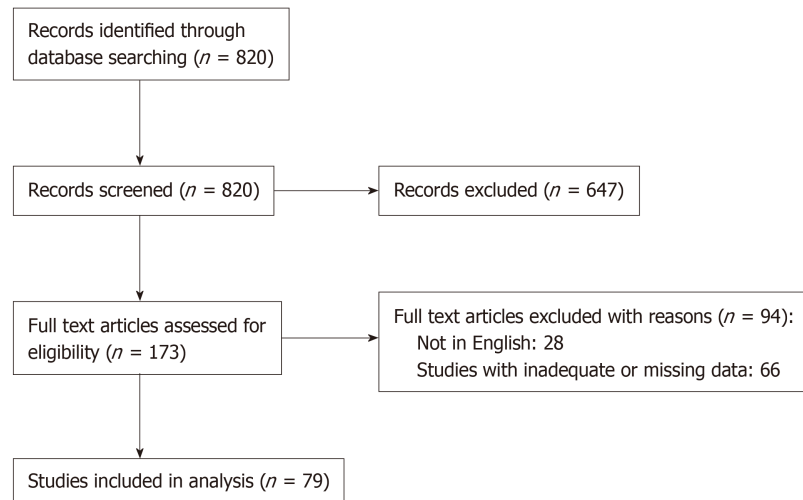 Records identified through
database searching (n = 820)
Records screened (n = 820)
Records excluded (n = 647)
Full text articles assessed for
eligibility (n = 173)
Full text articles excluded with reasons (n = 94):
Not in English: 28
Studies with inadequate or missing data: 66
Studies included in analysis (n = 79)